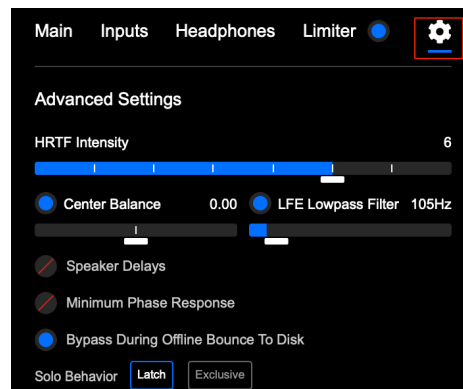 Main Inputs Headphones Limiter
Advanced Settings
HRTF Intensity 6
Center Balance 0.00 LFE Lowpass Filter 105Hz
Speaker Delays
Minimum Phase Response
Bypass During Offline Bounce To Disk
Solo Behavior Latch Exclusive